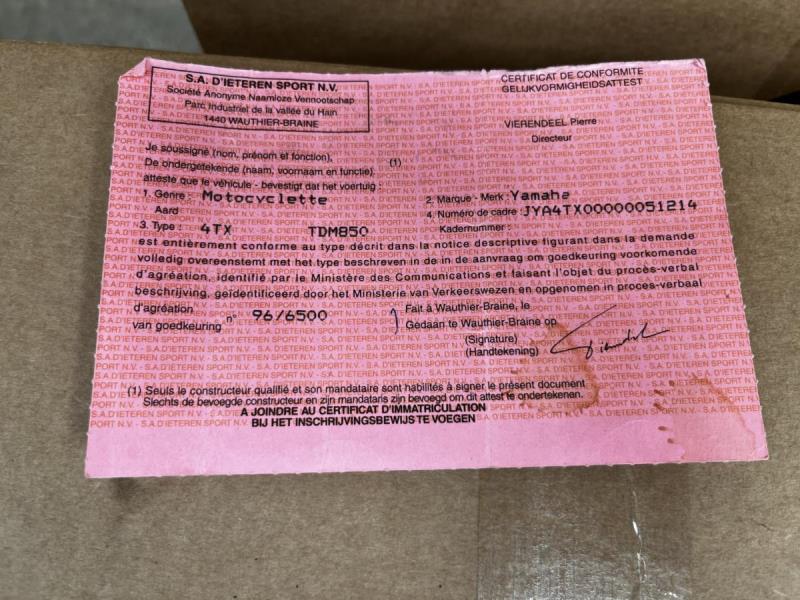 S.A. D'IETEREN SPORT N.V.
Société Anonyme Naamloze Vennootschap
Parc Industriel de la vallée du Hain
1440 WAUTHIER-BRAINE
CERTIFICAT DE CONFORMITE
GELIJKVORMIGHEIDSATTEST
VIERENDEEL Pierre
Directeur
Je soussigné (nom, prénom et fonction),
De ondergetekende (naam, voornaam en functie)
(1)
atteste que le véhicule - bevestigt dat het voertuig :
1. Genre : Motocyclette
Aard
2. Marque - Merk : Yamaha
3. Type : 4TX TDM850
4. Numéro de cadre : JYA4TX00000051214
Kadernummer :
est entièrement conforme au type décrit dans la notice descriptive figurant dans la demande
volledig overeenstemt met het type beschreven in de in de aanvraag om goedkeuring voorkomende
d'agréation, identifié par le Ministère des Communications et faisant l'objet du procès-verbal
beschrijving, geïdentificeerd door het Ministerie van Verkeerswezen en opgenomen in proces-verbaal
d'agréation
van goedkeuring n° 96/6500
Fait à Wauthier-Braine, le
Gedaan te Wauthier-Braine op
(Signature)
(Handtekening)
(1) Seuls le constructeur qualifié et son mandataire sont habilités à signer le présent document
Slechts de bevoegde constructeur en zijn mandataris zijn bevoegd om dit attest te ondertekenen.
A JOINDRE AU CERTIFICAT D'IMMATRICULATION
BIJ HET INSCHRIJVINGSBEWIJS TE VOEGEN